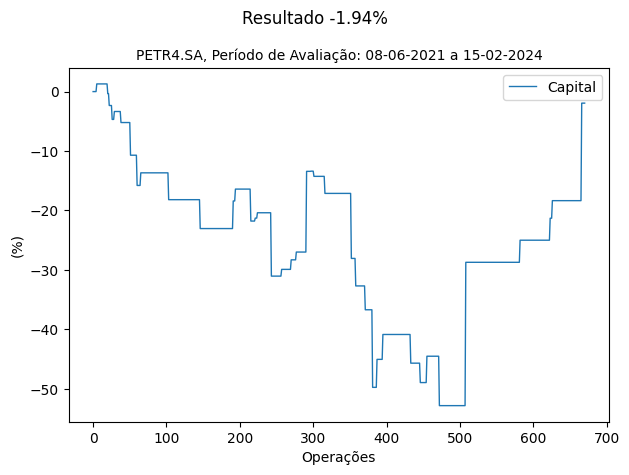 Resultado -1.94%
PETR4.SA, Período de Avaliação: 08-06-2021 a 15-02-2024
Capital
0
−10
−20
−30
−40
−50
(%)
0 100 200 300 400 500 600 700
Operações